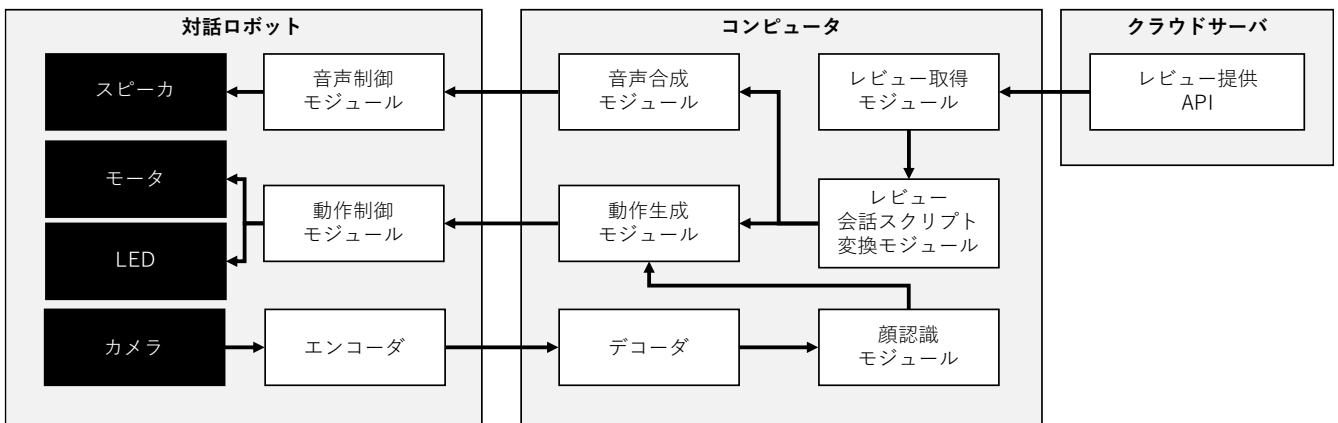 対話ロボット
コンピュータ
クラウドサーバ
スピーカ
音声制御
モジュール
音声合成
モジュール
レビュー取得
モジュール
レビュー提供
API
モータ
LED
動作制御
モジュール
動作生成
モジュール
レビュー
会話スクリプト
変換モジュール
カメラ
エンコーダ
デコーダ
顔認識
モジュール